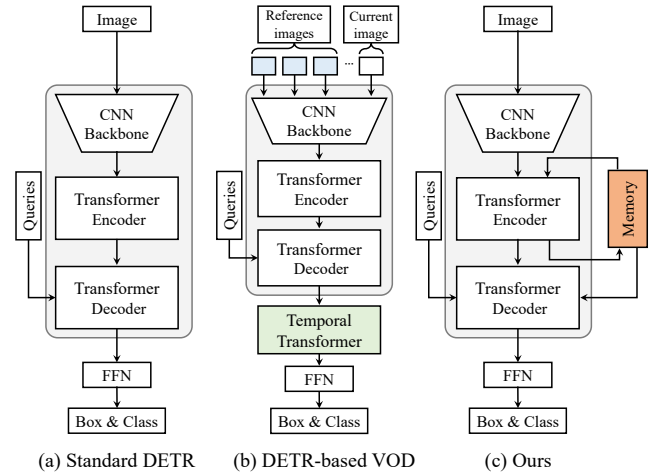 Image
CNN
Backbone
Queries
Transformer
Encoder
Transformer
Decoder
FFN
Box & Class
(a) Standard DETR
Reference
images
Current
image
...
CNN
Backbone
Queries
Transformer
Encoder
Transformer
Decoder
Temporal
Transformer
FFN
Box & Class
(b) DETR-based VOD
Image
CNN
Backbone
Queries
Transformer
Encoder
Memory
Transformer
Decoder
FFN
Box & Class
(c) Ours